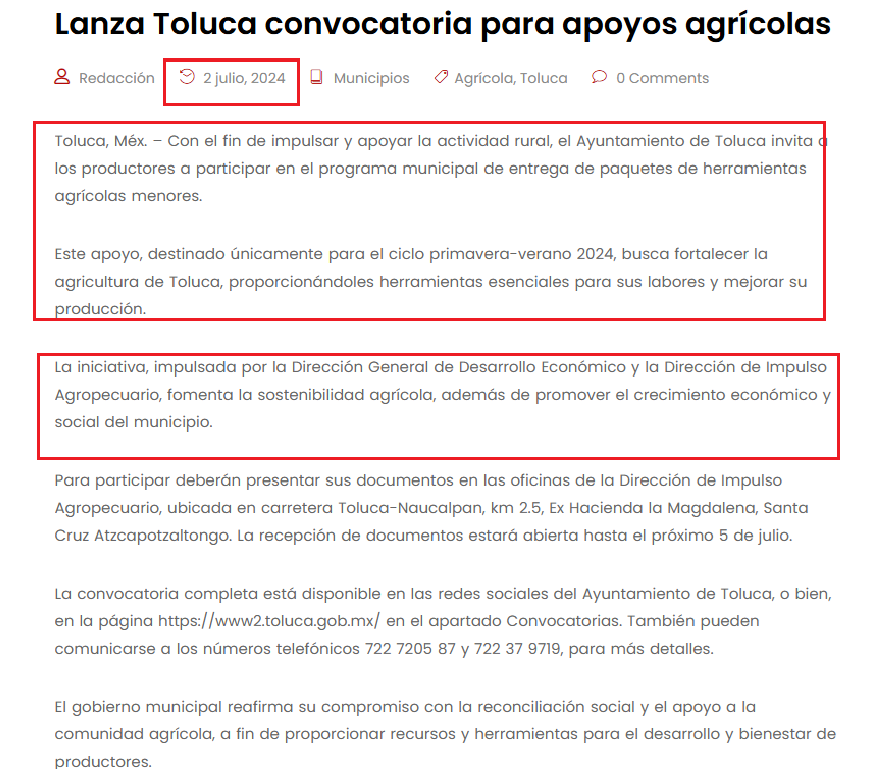 Lanza Toluca convocatoria para apoyos agrícolas
Redacción 2 julio, 2024 Municipios Agrícola, Toluca 0 Comments
Toluca, Méx. – Con el fin de impulsar y apoyar la actividad rural, el Ayuntamiento de Toluca invita a
los productores a participar en el programa municipal de entrega de paquetes de herramientas
agrícolas menores.
Este apoyo, destinado únicamente para el ciclo primavera-verano 2024, busca fortalecer la
agricultura de Toluca, proporcionándoles herramientas esenciales para sus labores y mejorar su
producción.
La iniciativa, impulsada por la Dirección General de Desarrollo Económico y la Dirección de Impulso
Agropecuario, fomenta la sostenibilidad agrícola, además de promover el crecimiento económico y
social del municipio.
Para participar deberán presentar sus documentos en las oficinas de la Dirección de Impulso
Agropecuario, ubicada en carretera Toluca-Naucalpan, km 2.5, Ex Hacienda la Magdalena, Santa
Cruz Atzcapotzaltongo. La recepción de documentos estará abierta hasta el próximo 5 de julio.
La convocatoria completa está disponible en las redes sociales del Ayuntamiento de Toluca, o bien,
en la página https://www2.toluca.gob.mx/ en el apartado Convocatorias. También pueden
comunicarse a los números telefónicos 722 7205 87 y 722 37 9719, para más detalles.
El gobierno municipal reafirma su compromiso con la reconciliación social y el apoyo a la
comunidad agrícola, a fin de proporcionar recursos y herramientas para el desarrollo y bienestar de
productores.